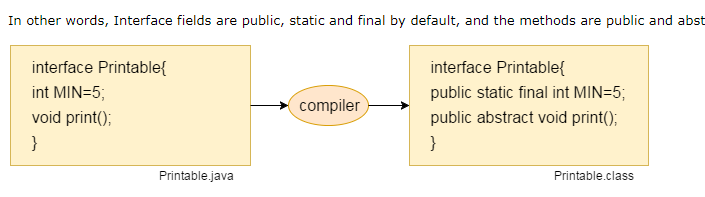 In other words, Interface fields are public, static and final by default, and the methods are public and abst
interface Printable{
int MIN=5;
void print();
}
Printable.java
compiler
interface Printable{
public static final int MIN=5;
public abstract void print();
}
Printable.class